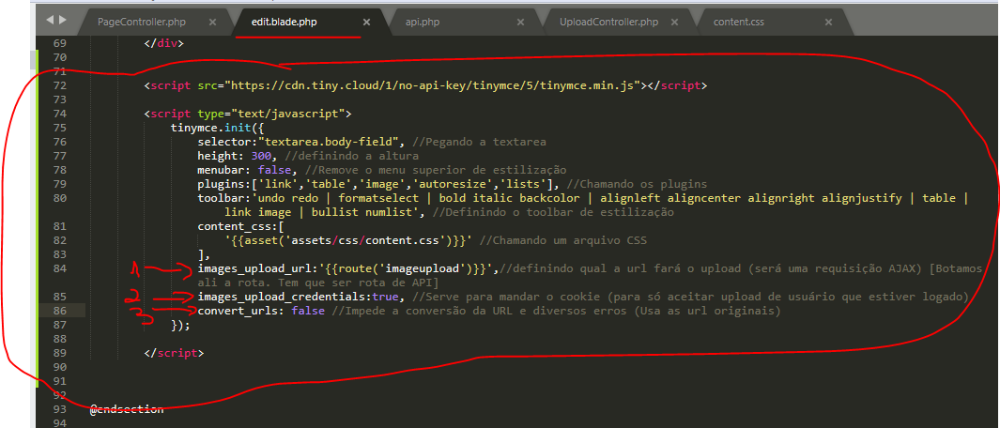 PageController.php × edit.blade.php × api.php × UploadController.php × content.css ×
69 </div>
70
71
72 <script src="https://cdn.tiny.cloud/1/no-api-key/tinymce/5/tinymce.min.js"></script>
73
74 <script type="text/javascript">
75 tinymce.init({
76 selector:"textarea.body-field", //Pegando a textarea
77 height: 300, //definindo a altura
78 menubar: false, //Remove o menu superior de estilização
79 plugins:['link','table','image','autoresize','lists'], //Chamando os plugins
80 toolbar:'undo redo | formatselect | bold italic backcolor | alignleft aligncenter alignright alignjustify | table |
link image | bullist numlist', //Definindo o toolbar de estilização
81 content_css:[
82 '{{asset('assets/css/content.css')}}' //Chamando um arquivo CSS
83 ],
1 84 images_upload_url:'{{route('imageupload')}}',//definindo qual a url fará o upload (será uma requisição AJAX) [Botamos
ali a rota. Tem que ser rota de API]
2 85 images_upload_credentials:true, //Serve para mandar o cookie (para só aceitar upload de usuário que estiver logado)
3 86 convert_urls: false //Impede a conversão da URL e diversos erros (Usa as url originais)
87 });
88
89 </script>
90
91
92
93 @endsection
94